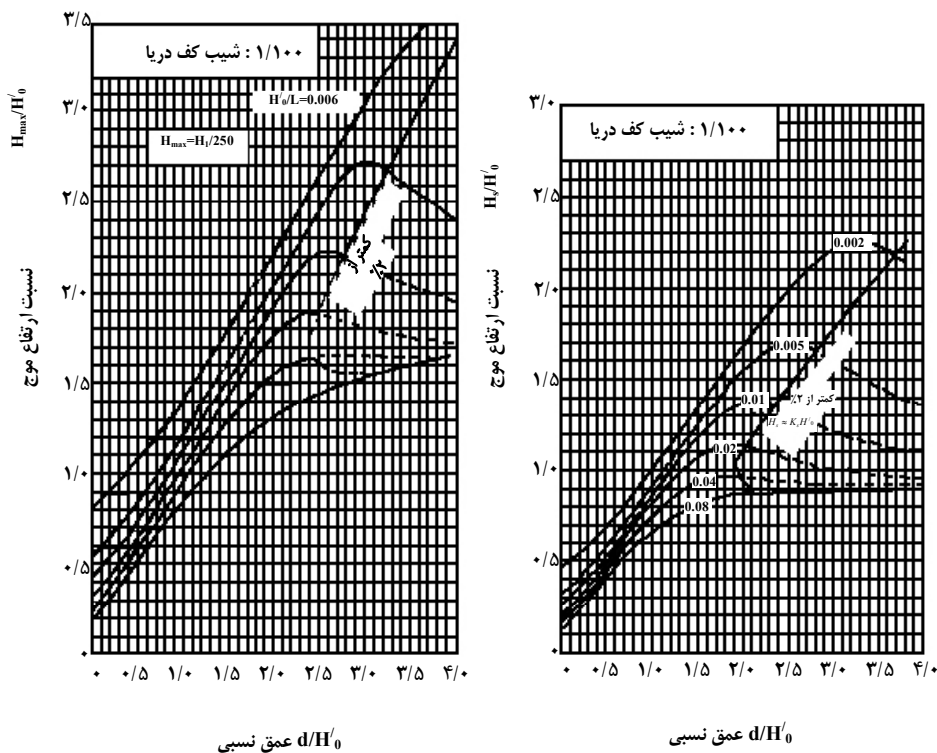 ۳/۵
شیب کف دریا : ۱/۱۰۰
H′₀/L=0.006
Hmax=H1/250
Hmax/H′0
۳/۰
۲/۵
۲/۰
۱/۵
۱/۰
۰/۵
۰
نسبت ارتفاع موج
کمتر از
٪۲
۰ ۰/۵ ۱/۰ ۱/۵ ۲/۰ ۲/۵ ۳/۰ ۳/۵ ۴/۰
عمق نسبی d/H′0
۳/۰
شیب کف دریا : ۱/۱۰۰
Hs/H′0
۲/۵
۲/۰
۱/۵
۱/۰
۰/۵
۰
نسبت ارتفاع موج
0.002
0.005
0.01
0.02
0.04
0.08
کمتر از ۲٪
۰ ۰/۵ ۱/۰ ۱/۵ ۲/۰ ۲/۵ ۳/۰ ۳/۵ ۴/۰
عمق نسبی d/H′0